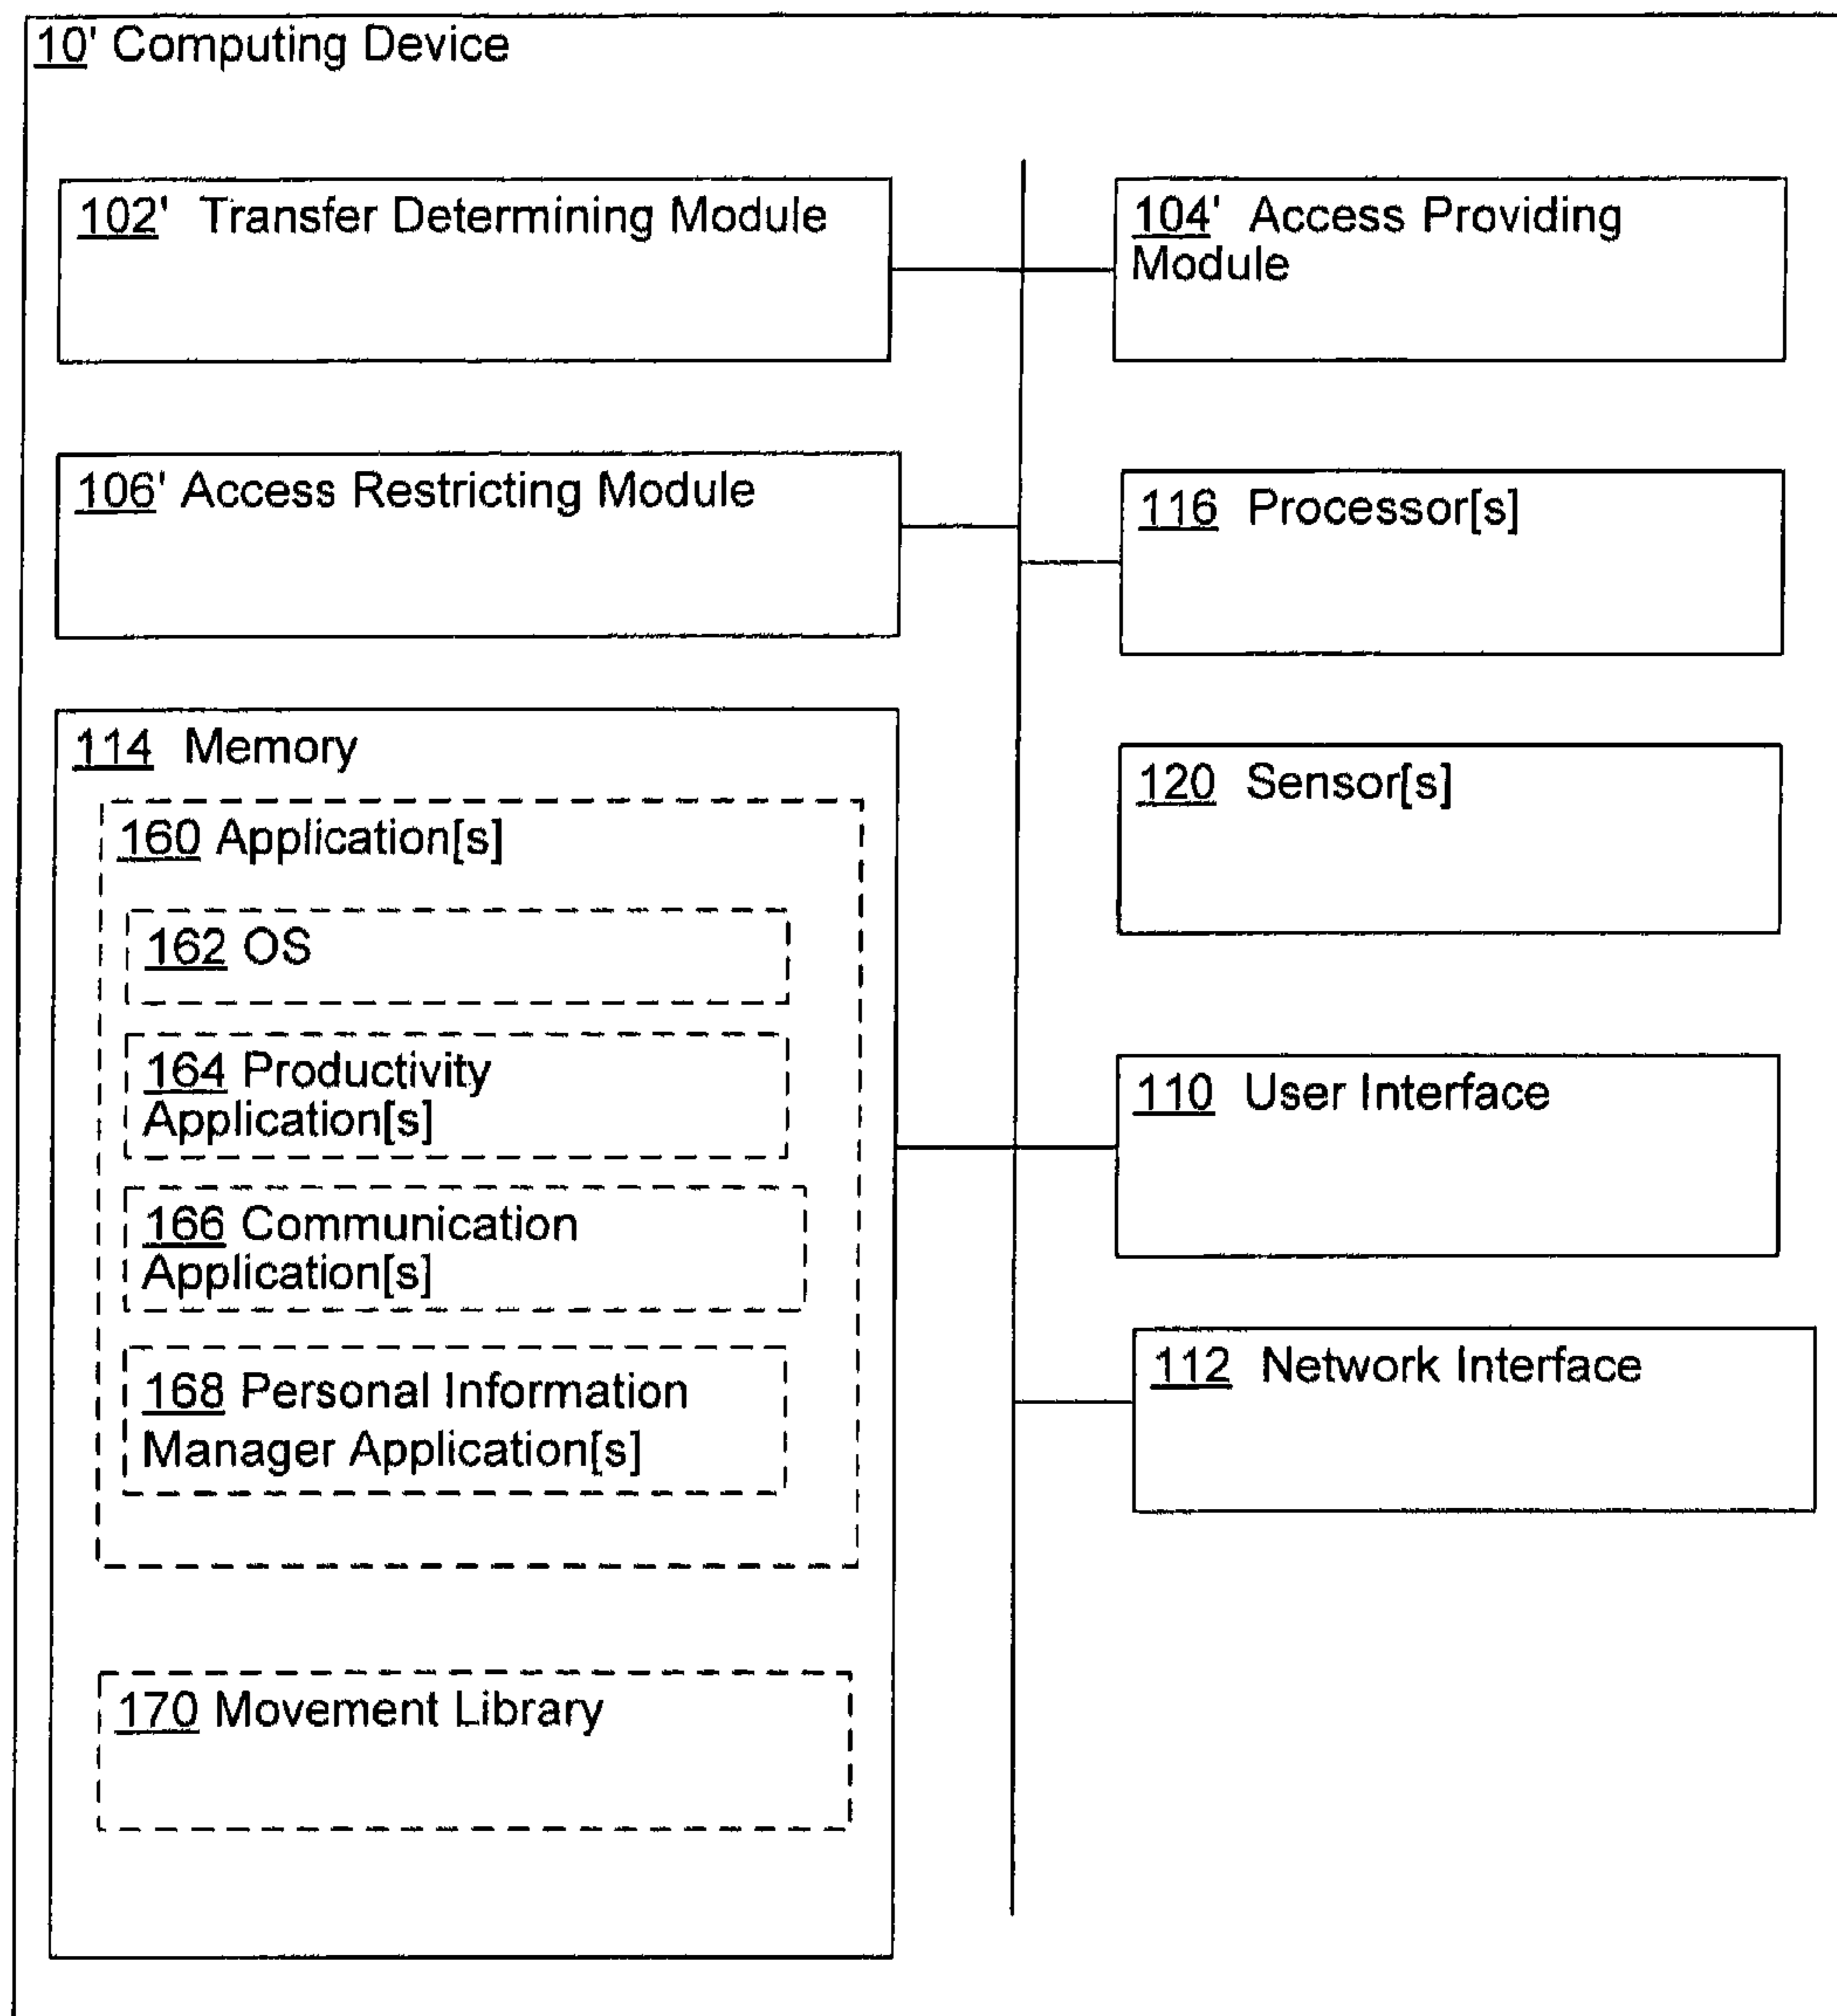 10' Computing Device
102' Transfer Determining Module
104' Access Providing
Module
106' Access Restricting Module
116 Processor[s]
114 Memory
120 Sensor[s]
160 Application[s]
162 OS
164 Productivity
Application[s]
110 User Interface
166 Communication
Application[s]
112 Network Interface
168 Personal Information
Manager Application[s]
170 Movement Library